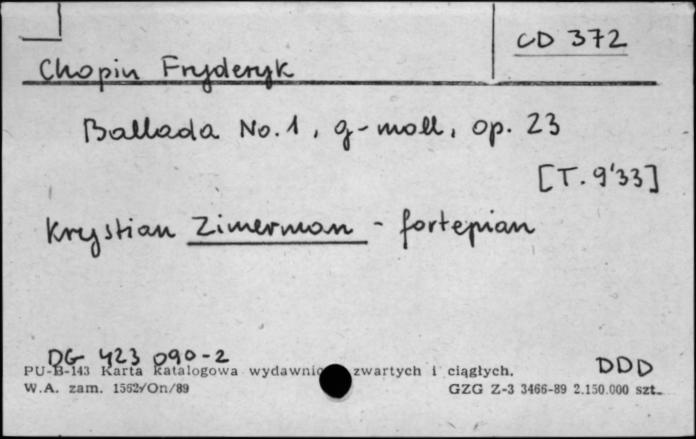 CD 372
Chopin Fryderyk
Ballada No. 1, g-moll, op. 23
[T. 9'33]
Krystian Zimerman - fortepian
DG 423 090-2
DDD
PU-B-143 Karta katalogowa wydawnic zwartych i ciągłych.
W.A. zam. 1562/On/89 GZG Z-3 3466-89 2.150.000 szt.